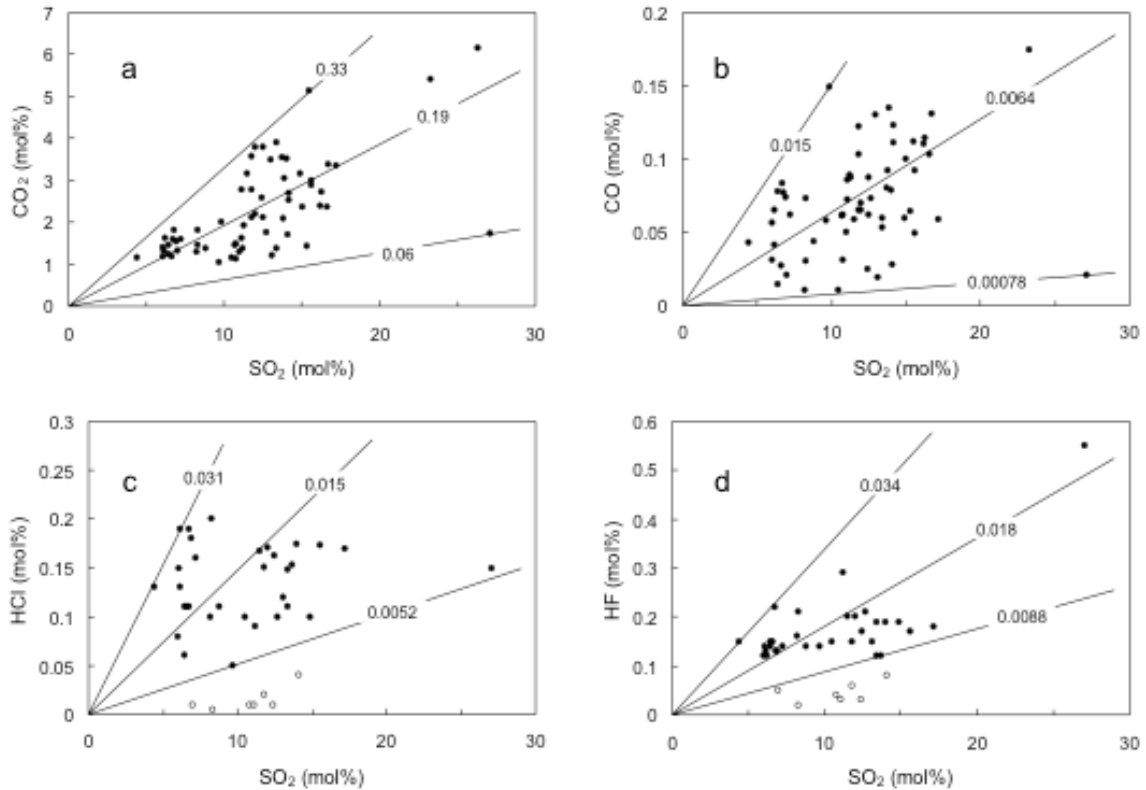 7
6
5
4
3
2
1
0
CO2 (mol%)
a
0.33
0.19
0.06
0 10 20 30
SO2 (mol%)
0.2
0.15
0.1
0.05
0
CO (mol%)
b
0.015
0.0064
0.00078
0 10 20 30
SO2 (mol%)
0.3
0.25
0.2
0.15
0.1
0.05
0
HCl (mol%)
c
0.031
0.015
0.0052
0 10 20 30
SO2 (mol%)
0.6
0.5
0.4
0.3
0.2
0.1
0
HF (mol%)
d
0.034
0.018
0.0088
0 10 20 30
SO2 (mol%)